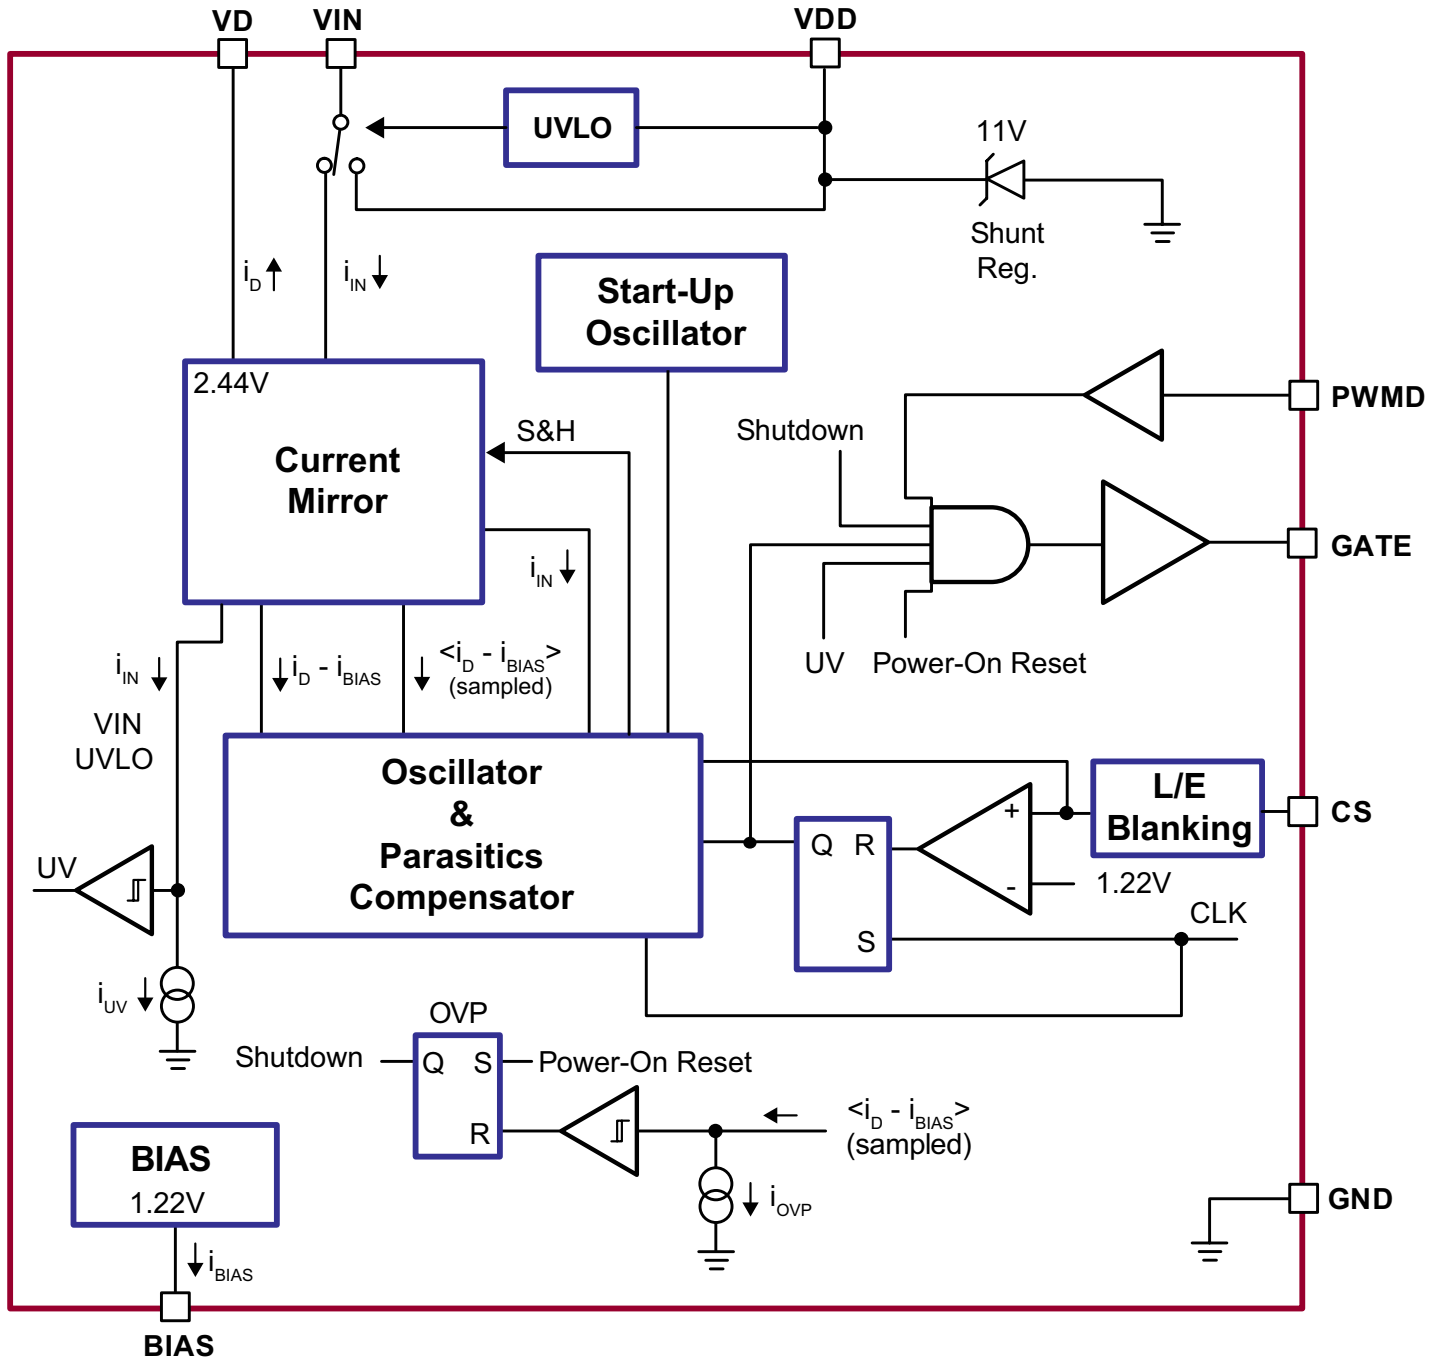 VD
VIN
VDD
UVLO
11V
Shunt
Reg.
iD
iIN
Start-Up
Oscillator
2.44V
Current
Mirror
S&H
iIN
PWMD
Shutdown
GATE
UV
Power-On Reset
iIN
VIN
UVLO
iD - iBIAS
<iD - iBIAS>
(sampled)
Oscillator
&
Parasitics
Compensator
L/E
Blanking
CS
+
-
1.22V
Q
R
S
CLK
UV
iUV
OVP
Shutdown
Q
S
R
Power-On Reset
<iD - iBIAS>
(sampled)
iOVP
BIAS
1.22V
iBIAS
GND
BIAS